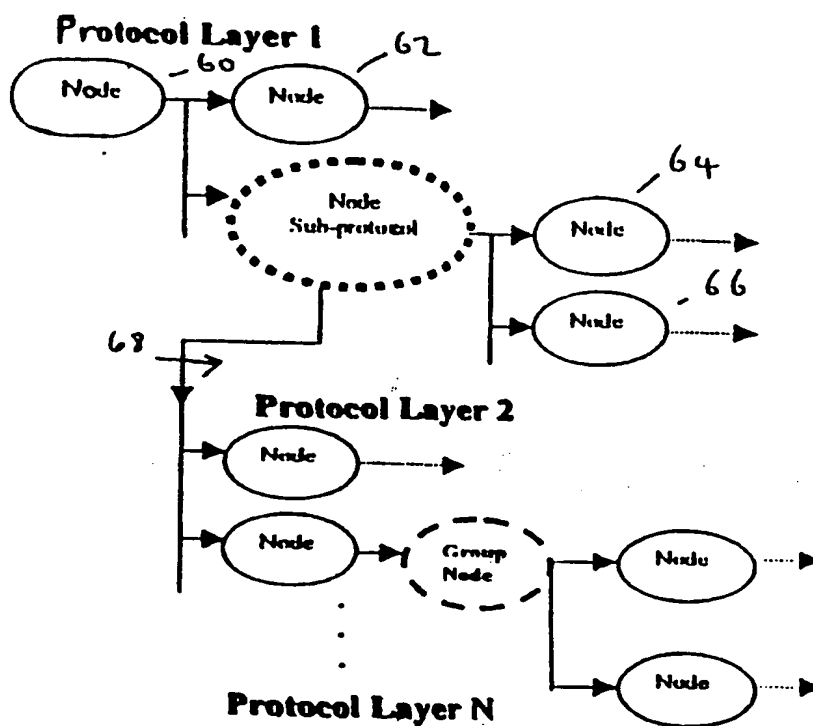 Protocol Layer 1
60
62
Node
Node
64
Node
Sub-protocol
Node
66
Node
68
Protocol Layer 2
Node
Node
Group
Node
Node
Node
Protocol Layer N